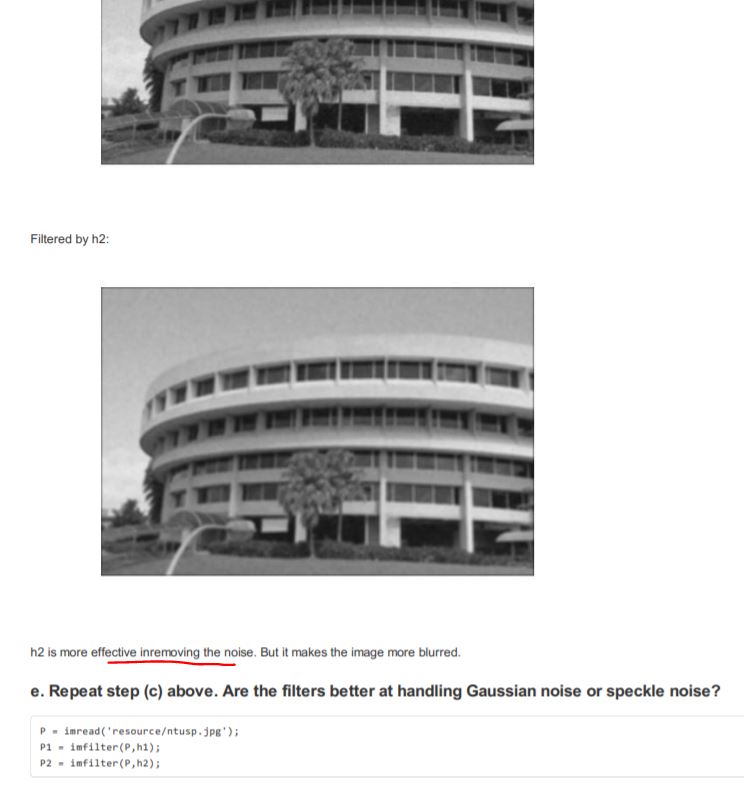 Filtered by h2:
h2 is more effective inremoving the noise. But it makes the image more blurred.
e. Repeat step (c) above. Are the filters better at handling Gaussian noise or speckle noise?
P = imread('resource/ntusp.jpg');
P1 = imfilter(P,h1);
P2 = imfilter(P,h2);